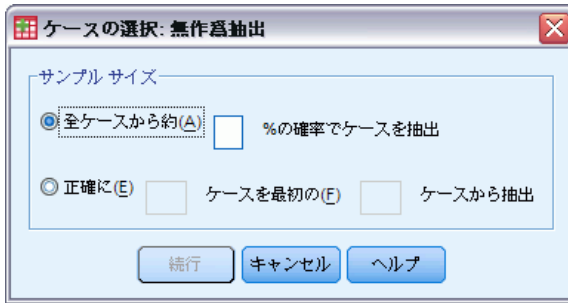 ケースの選択: 無作爲抽出
サンプル サイズ
全ケースから約(A) %の確率でケースを抽出
正確に(E) ケースを最初の(F) ケースから抽出
続行 キャンセル ヘルプ